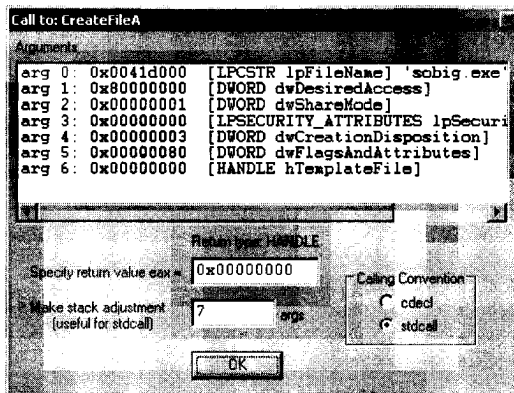 Call to: CreateFileA
Arguments
arg 0: 0x0041d000 [LPCSTR lpFileName] 'sobig.exe'
arg 1: 0x80000000 [DWORD dwDesiredAccess]
arg 2: 0x00000001 [DWORD dwShareMode]
arg 3: 0x00000000 [LPSECURITY_ATTRIBUTES lpSecuri
arg 4: 0x00000003 [DWORD dwCreationDisposition]
arg 5: 0x00000080 [DWORD dwFlagsAndAttributes]
arg 6: 0x00000000 [HANDLE hTemplateFile]
Return type: HANDLE
Specify return value eax = 0x00000000
Make stack adjustment 7 args
(useful for stdcall)
Calling Convention
cdecl
stdcall
OK